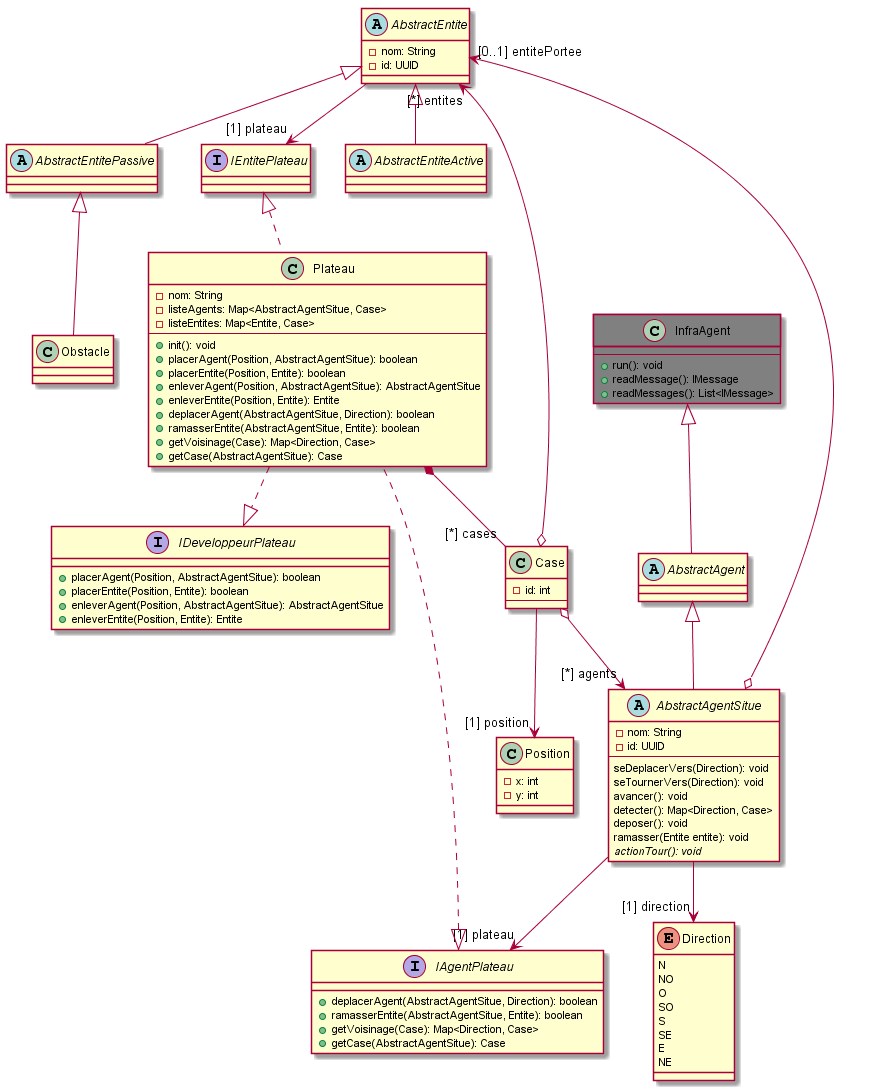 A AbstractEntite
nom: String
id: UUID
[0..1] entitePortee
[*] entites
[1] plateau
A AbstractEntitePassive
I IEntitePlateau
A AbstractEntiteActive
C Plateau
nom: String
listeAgents: Map<AbstractAgentSitue, Case>
listeEntites: Map<Entite, Case>
init(): void
placerAgent(Position, AbstractAgentSitue): boolean
placerEntite(Position, Entite): boolean
enleverAgent(Position, AbstractAgentSitue): AbstractAgentSitue
enleverEntite(Position, Entite): Entite
deplacerAgent(AbstractAgentSitue, Direction): boolean
ramasserEntite(AbstractAgentSitue, Entite): boolean
getVoisinage(Case): Map<Direction, Case>
getCase(AbstractAgentSitue): Case
C Obstacle
C InfraAgent
run(): void
readMessage(): IMessage
readMessages(): List<IMessage>
I IDeveloppeurPlateau
placerAgent(Position, AbstractAgentSitue): boolean
placerEntite(Position, Entite): boolean
enleverAgent(Position, AbstractAgentSitue): AbstractAgentSitue
enleverEntite(Position, Entite): Entite
[*] cases
C Case
id: int
A AbstractAgent
[*] agents
[1] position
C Position
x: int
y: int
A AbstractAgentSitue
nom: String
id: UUID
seDeplacerVers(Direction): void
seTournerVers(Direction): void
avancer(): void
detecter(): Map<Direction, Case>
deposer(): void
ramasser(Entite entite): void
actionTour(): void
[1] direction
[1] plateau
I IAgentPlateau
deplacerAgent(AbstractAgentSitue, Direction): boolean
ramasserEntite(AbstractAgentSitue, Entite): boolean
getVoisinage(Case): Map<Direction, Case>
getCase(AbstractAgentSitue): Case
E Direction
N
NO
O
SO
S
SE
E
NE